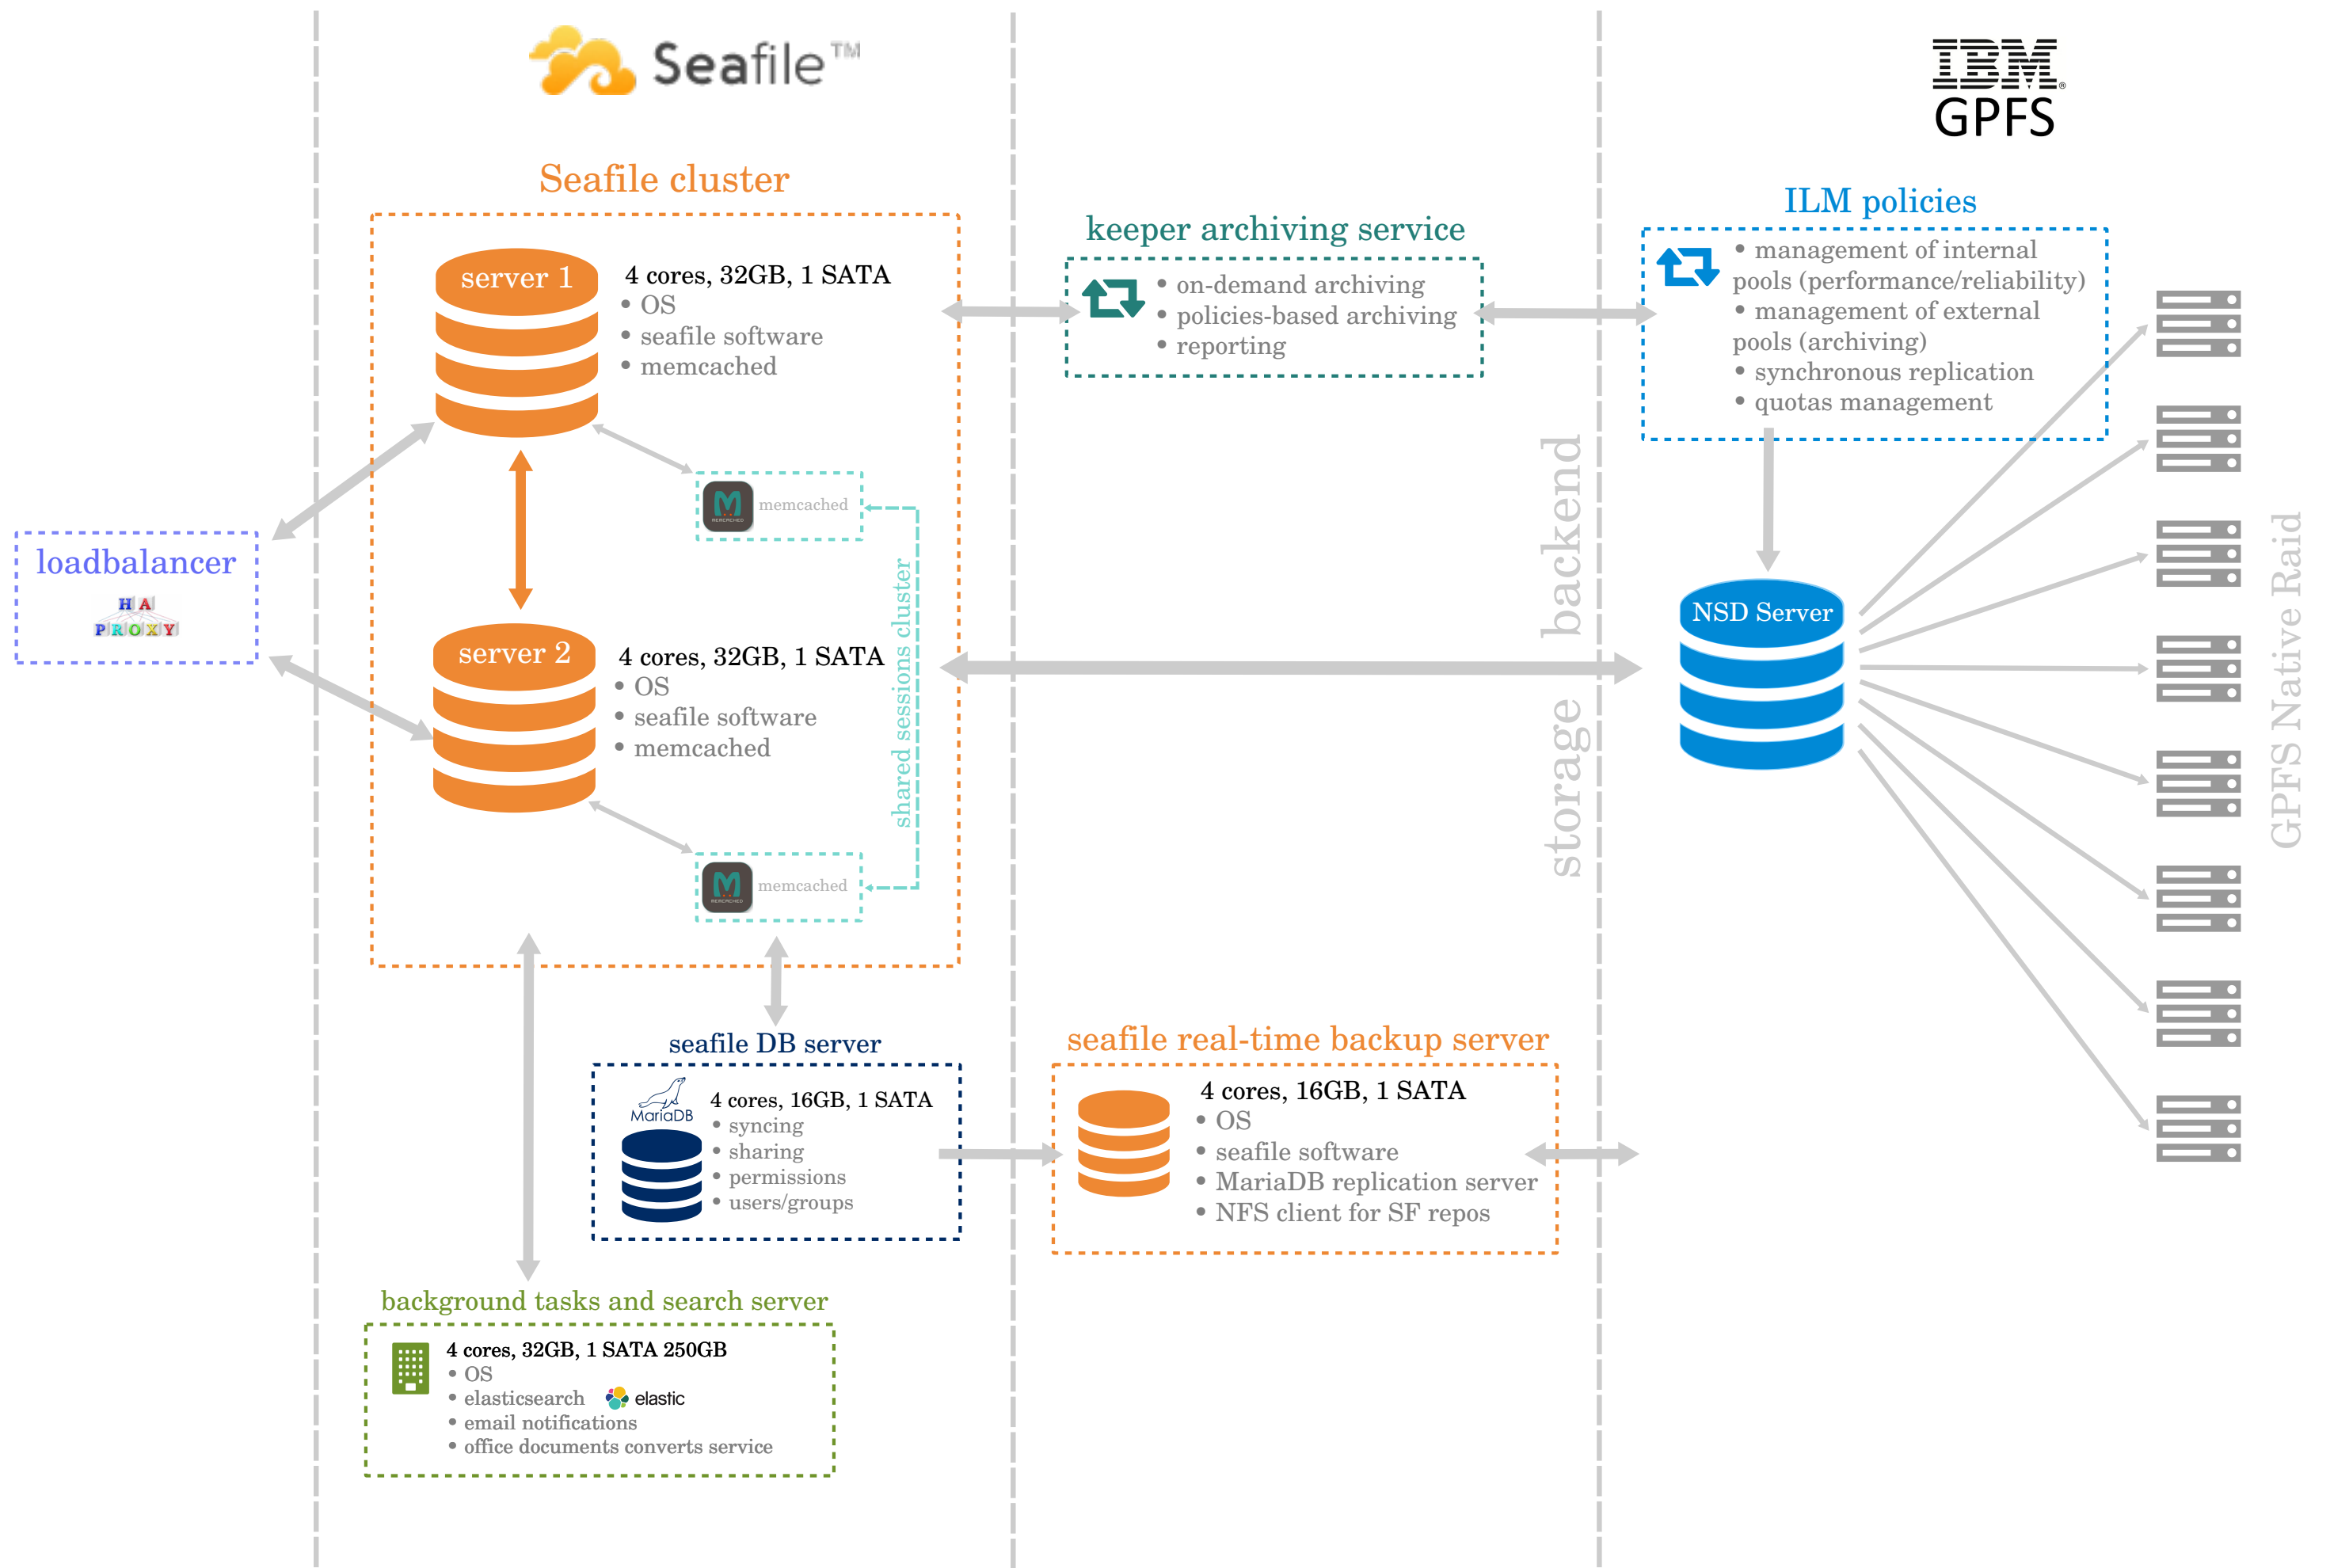 Seafile™
IBM®
GPFS
Seafile cluster
server 1
4 cores, 32GB, 1 SATA
• OS
• seafile software
• memcached
MEMCACHED
memcached
server 2
4 cores, 32GB, 1 SATA
• OS
• seafile software
• memcached
MEMCACHED
memcached
shared sessions cluster
loadbalancer
HA
PROXY
keeper archiving service
• on-demand archiving
• policies-based archiving
• reporting
ILM policies
• management of internal
pools (performance/reliability)
• management of external
pools (archiving)
• synchronous replication
• quotas management
storage backend
NSD Server
GPFS Native Raid
seafile DB server
MariaDB
4 cores, 16GB, 1 SATA
• syncing
• sharing
• permissions
• users/groups
seafile real-time backup server
4 cores, 16GB, 1 SATA
• OS
• seafile software
• MariaDB replication server
• NFS client for SF repos
background tasks and search server
4 cores, 32GB, 1 SATA 250GB
• OS
• elasticsearch
elastic
• email notifications
• office documents converts service